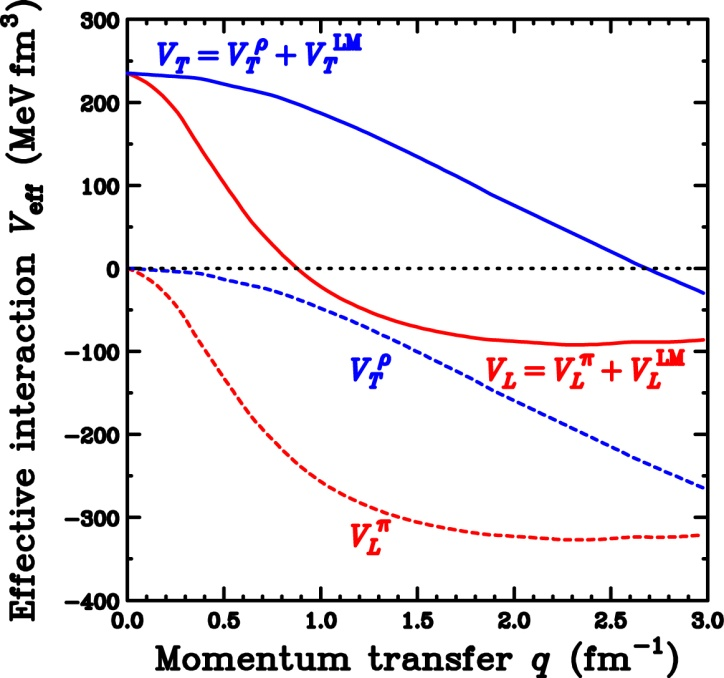 300
200
100
0
−100
−200
−300
−400
0.0 0.5 1.0 1.5 2.0 2.5 3.0
Effective interaction V_eff (MeV fm³)
Momentum transfer q (fm⁻¹)
V_T = V_T^ρ + V_T^LM
V_T^ρ
V_L = V_L^π + V_L^LM
V_L^π